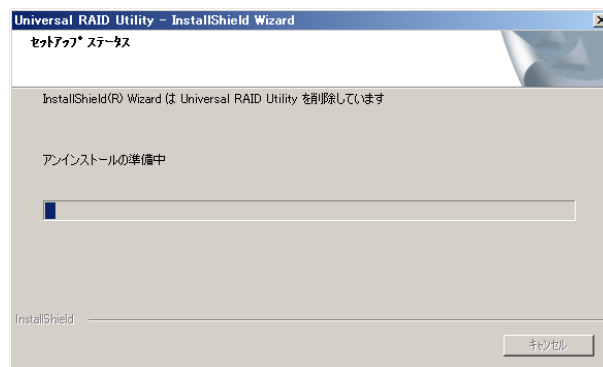 Universal RAID Utility - InstallShield Wizard
セットアップ ステータス
InstallShield(R) Wizard は Universal RAID Utility を削除しています
アンインストールの準備中
InstallShield
キャンセル